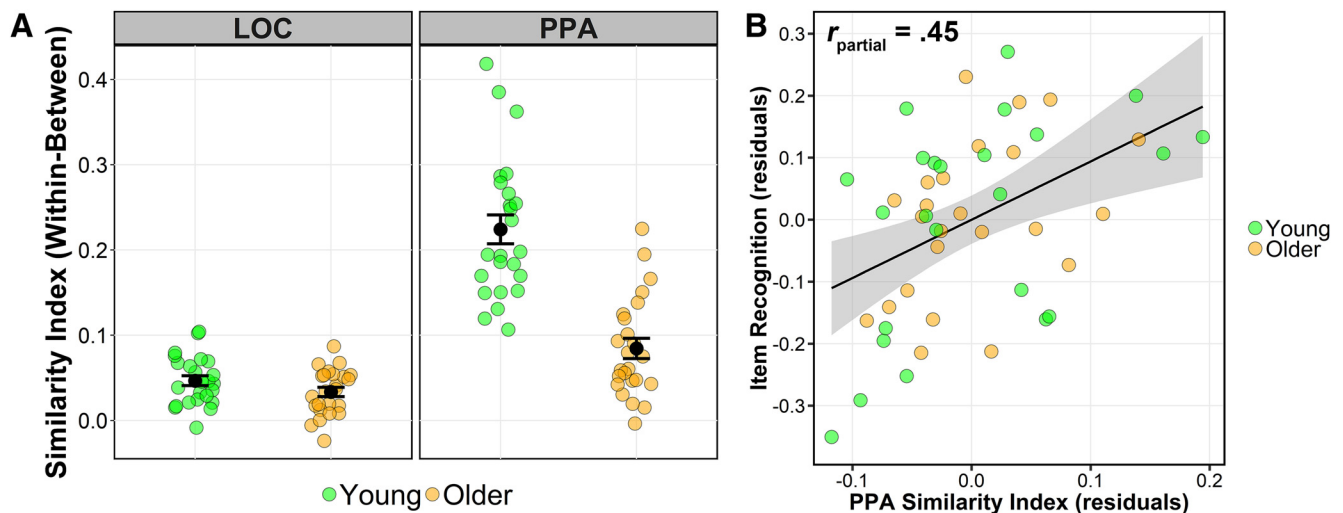 A
LOC
PPA
Similarity Index (Within-Between)
0.4
0.3
0.2
0.1
0.0
Young Older
B
r partial = .45
Item Recognition (residuals)
0.3
0.2
0.1
0.0
-0.1
-0.2
-0.3
-0.1 0.0 0.1 0.2
PPA Similarity Index (residuals)
Young
Older